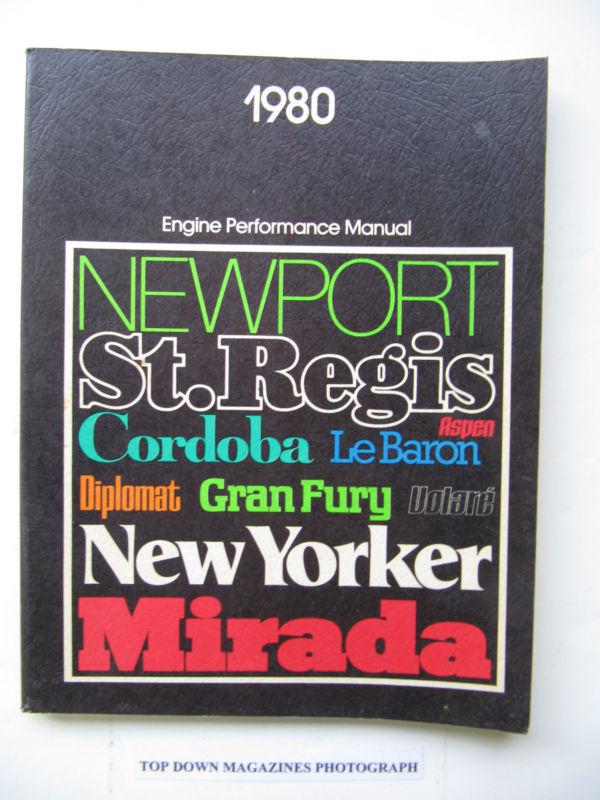 1980
Engine Performance Manual
NEWPORT
St. Regis
Aspen
Cordoba Le Baron
Diplomat Gran Fury Volaré
New Yorker
Mirada
TOP DOWN MAGAZINES PHOTOGRAPH